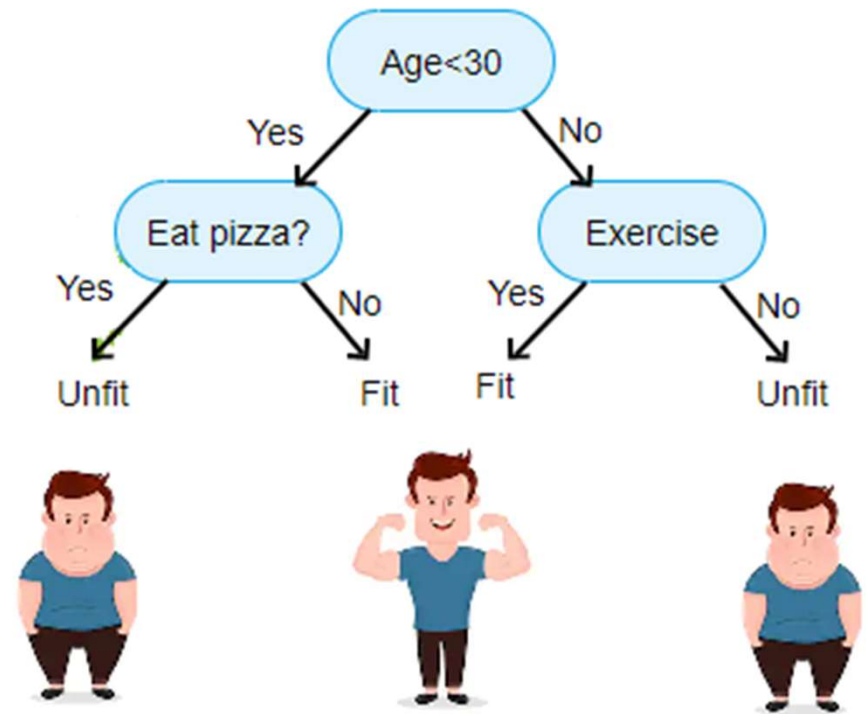 Age<30
Yes
No
Eat pizza?
Exercise
Yes
No
Yes
No
Unfit
Fit
Fit
Unfit